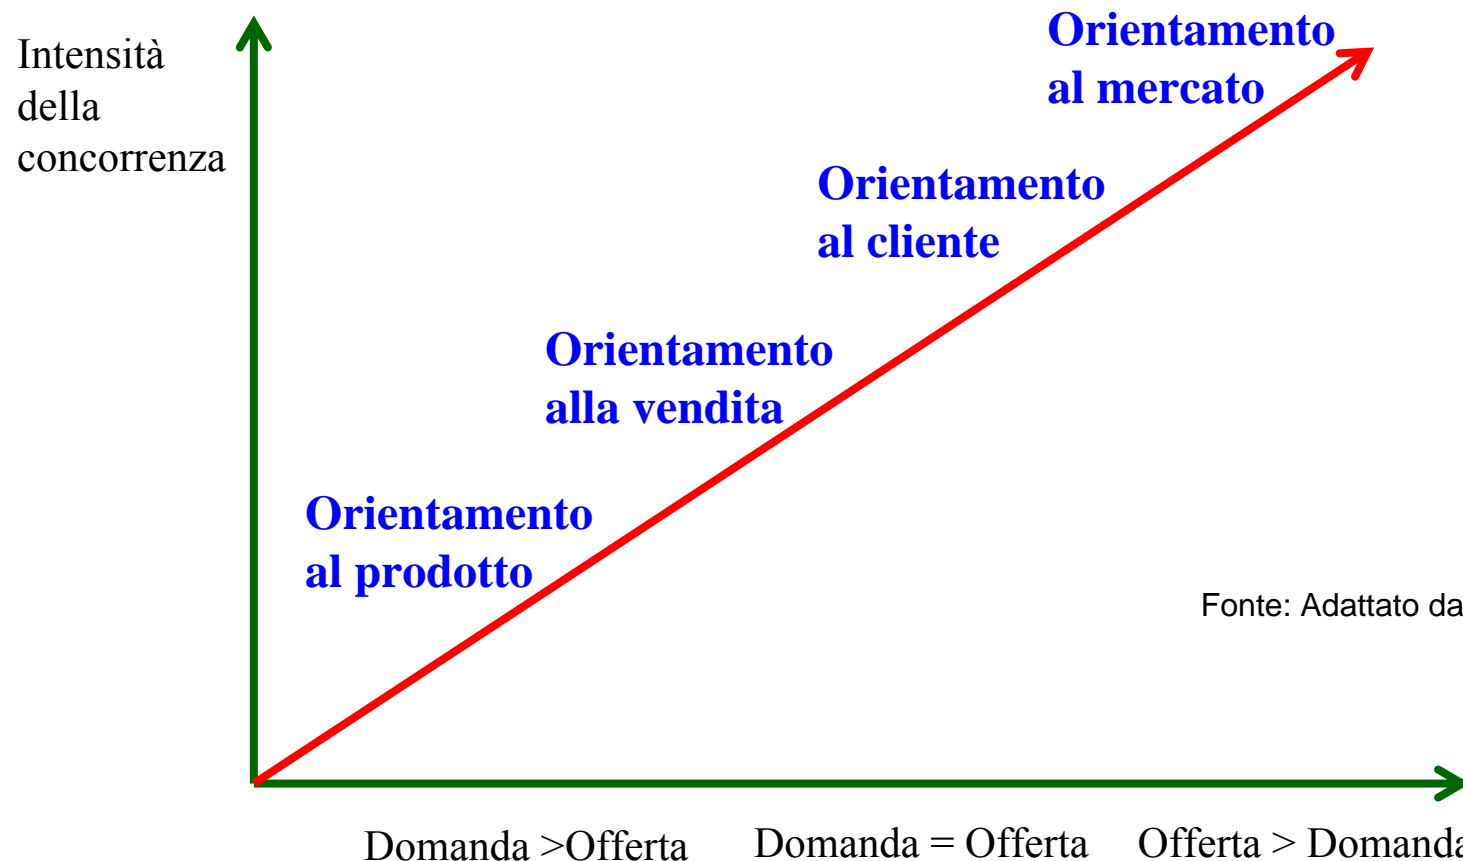 Intensità
della
concorrenza
Orientamento
al mercato
Orientamento
al cliente
Orientamento
alla vendita
Orientamento
al prodotto
Fonte: Adattato da
Domanda >Offerta
Domanda = Offerta
Offerta > Domanda